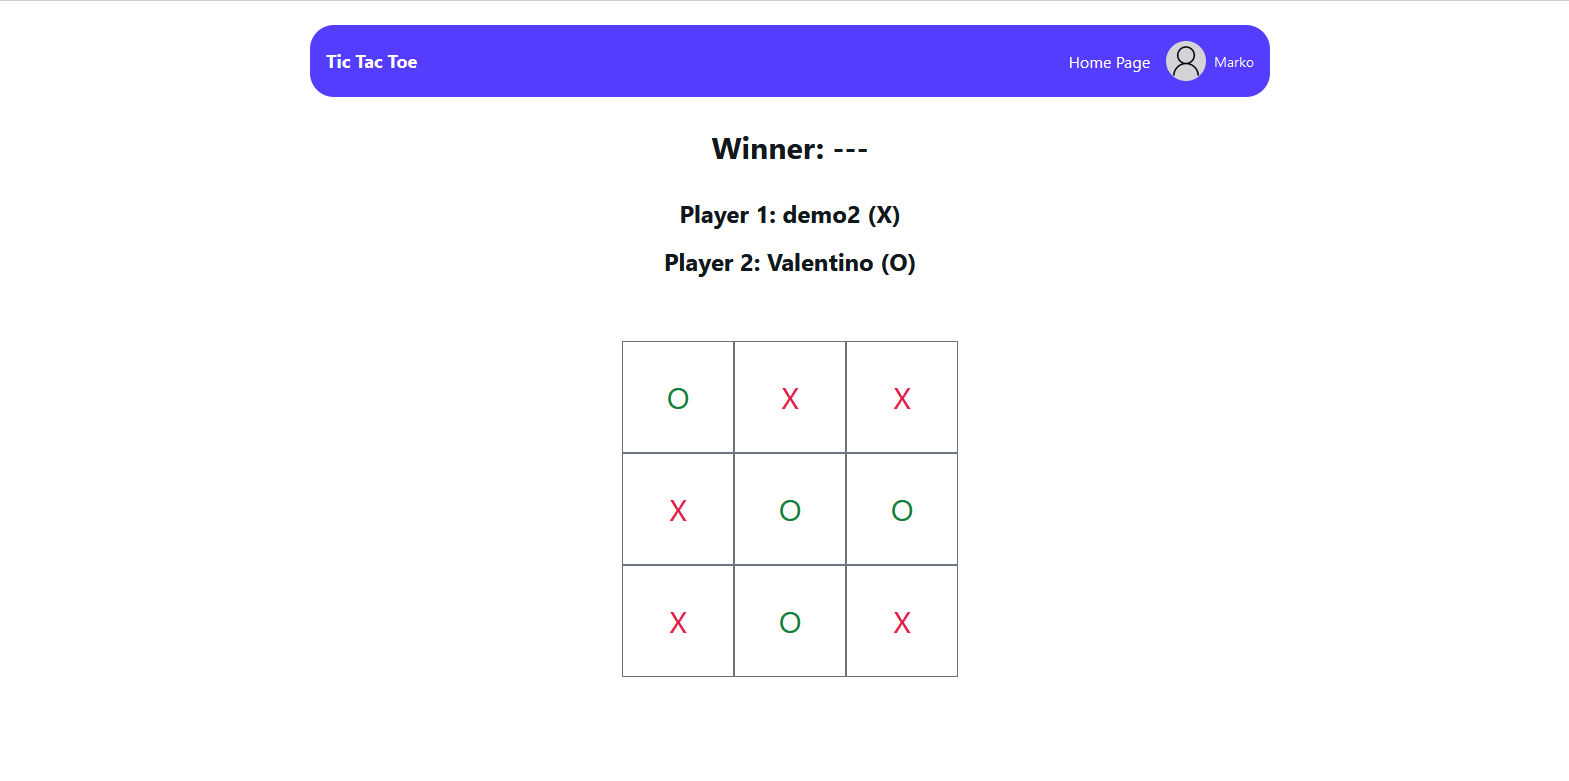 Tic Tac Toe Home Page Marko
Winner: ---
Player 1: demo2 (X)
Player 2: Valentino (O)
O X X
X O O
X O X